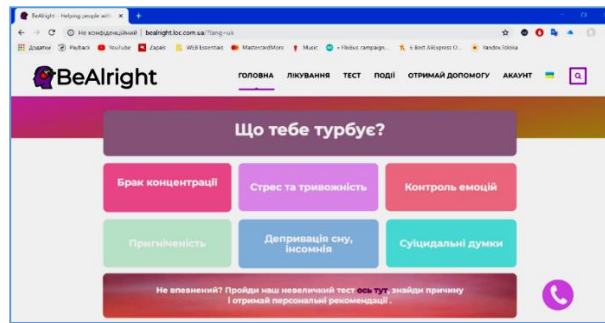 BeAlright - Helping people with
Не конфіденційний | bealright.loc.com.ua/?lang=uk
Додатки Payback YouTube Zapais WEB Essentials MastercardMore Music 6 Best AliExpress Yandex.Toloka
BeAlright
ГОЛОВНА ЛІКУВАННЯ ТЕСТ ПОДІЇ ОТРИМАЙ ДОПОМОГУ АКАУНТ
Що тебе турбує?
Брак концентрації Стрес та тривожність Контроль емоцій
Пригніченість Депривація сну, Суїцидальні думки
інсомнія
Не впевнений? Пройди наш невеличкий тест ось тут, знайди причину
і отримай персональні рекомендації .